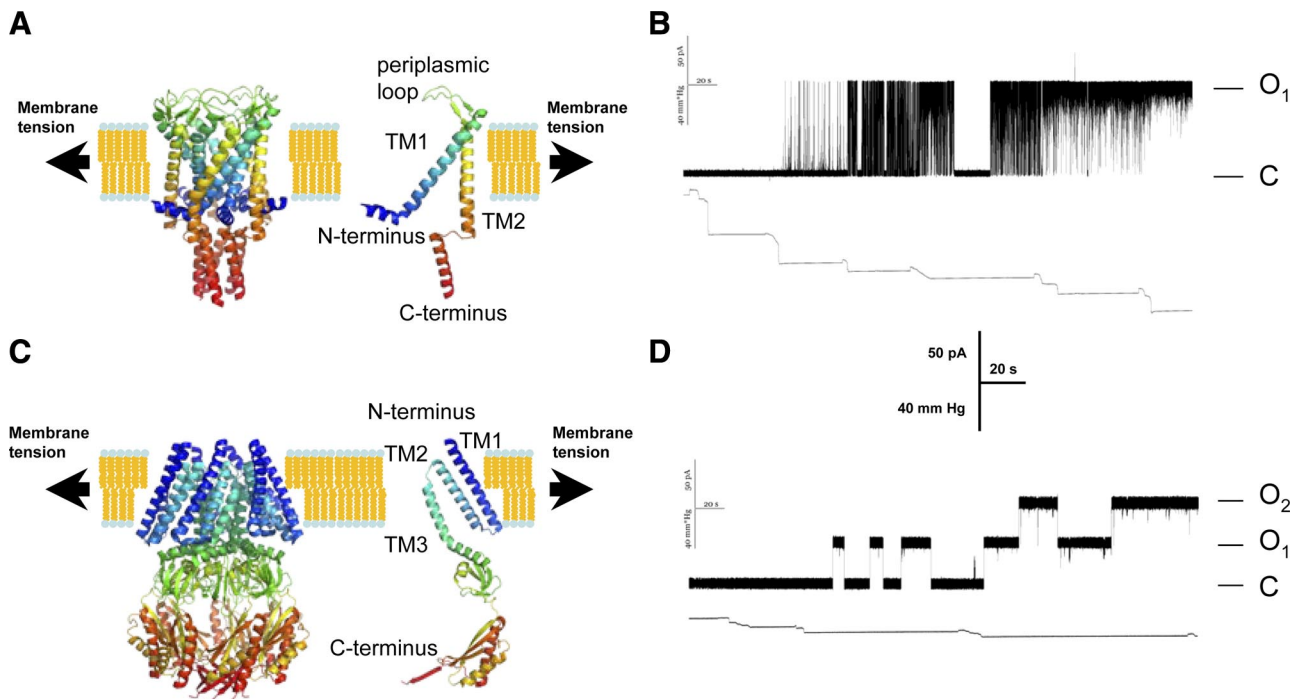 A
Membrane
tension
periplasmic
loop
TM1
N-terminus
TM2
C-terminus
Membrane
tension
B
50 pA
20 s
40 mm*Hg
O1
C
C
Membrane
tension
N-terminus
TM2
TM1
TM3
C-terminus
Membrane
tension
D
50 pA
20 s
40 mm Hg
50 pA
20 s
40 mm*Hg
O2
O1
C